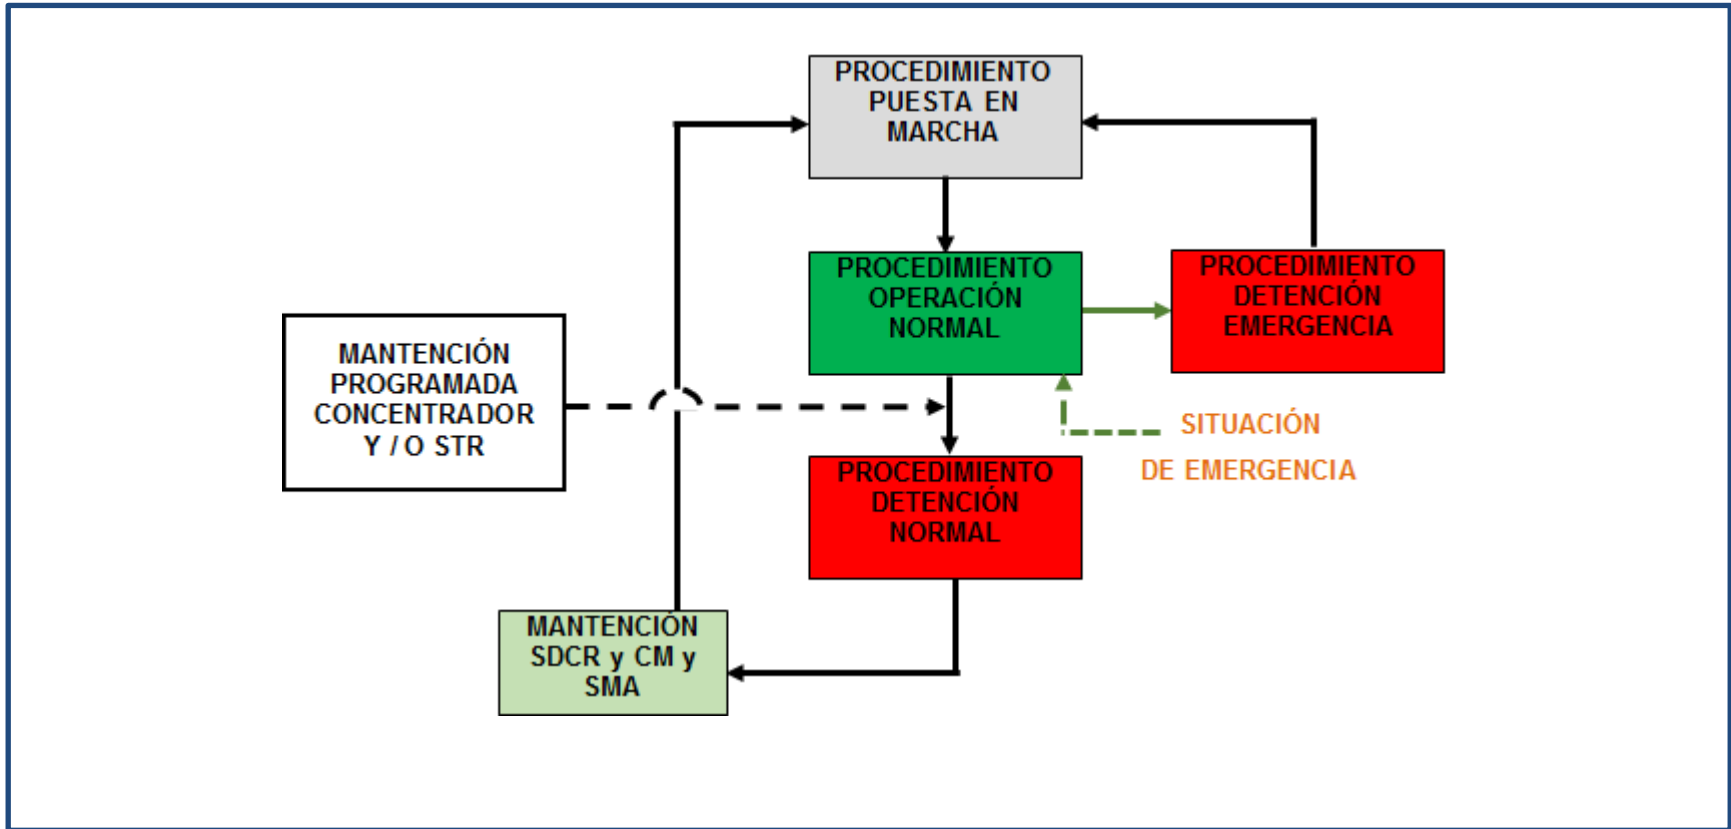 PROCEDIMIENTO
PUESTA EN
MARCHA
PROCEDIMIENTO
OPERACIÓN
NORMAL
PROCEDIMIENTO
DETENCIÓN
EMERGENCIA
MANTENCIÓN
PROGRAMADA
CONCENTRADOR
Y / O STR
SITUACIÓN
DE EMERGENCIA
PROCEDIMIENTO
DETENCIÓN
NORMAL
MANTENCIÓN
SDCR y CM y
SMA